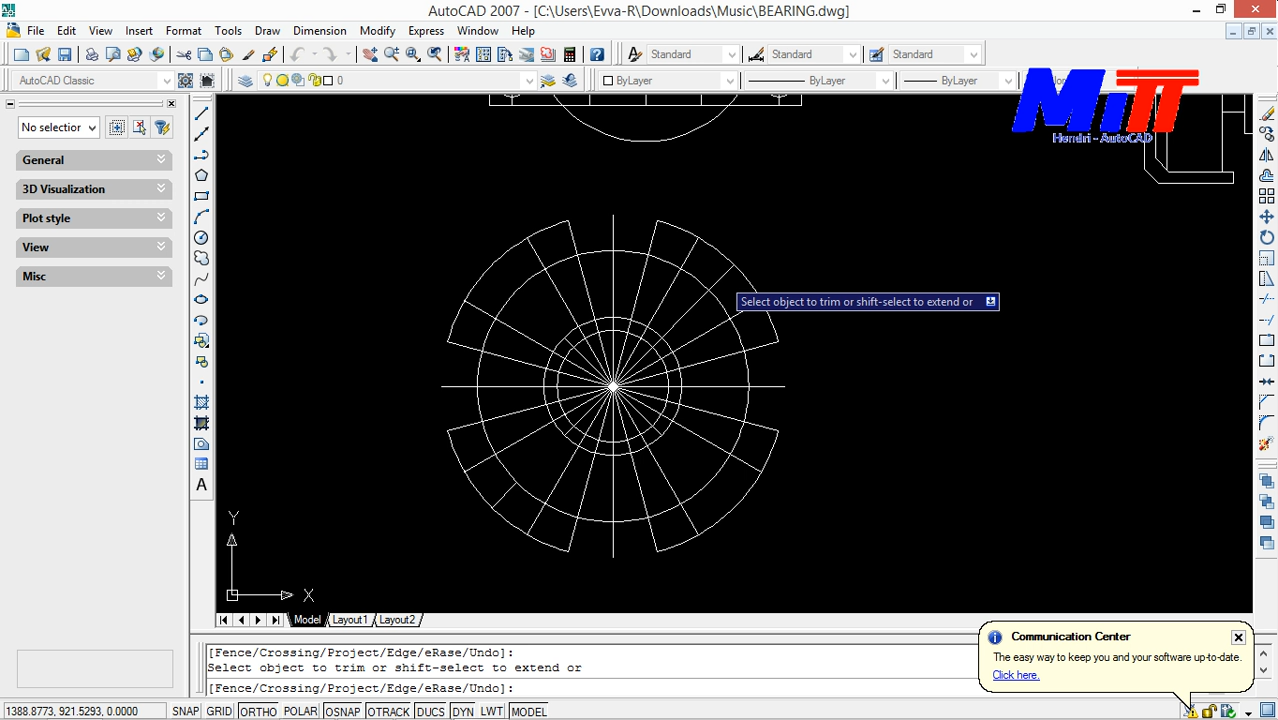 AutoCAD 2007 - [C:\Users\Evva-R\Downloads\Music\BEARING.dwg]
File Edit View Insert Format Tools Draw Dimension Modify Express Window Help
Standard Standard Standard
AutoCAD Classic 0 ByLayer ByLayer ByLayer
MiTT
Hendri - AutoCAD
No selection
General
3D Visualization
Plot style
View
Misc
Select object to trim or shift-select to extend or
Y
X
A
Model Layout1 Layout2
[Fence/Crossing/Project/Edge/eRase/Undo]:
Select object to trim or shift-select to extend or
[Fence/Crossing/Project/Edge/eRase/Undo]:
Communication Center
The easy way to keep you and your software up-to-date.
Click here.
1388.8773, 921.5293, 0.0000 SNAP GRID ORTHO POLAR OSNAP OTRACK DUCS DYN LWT MODEL